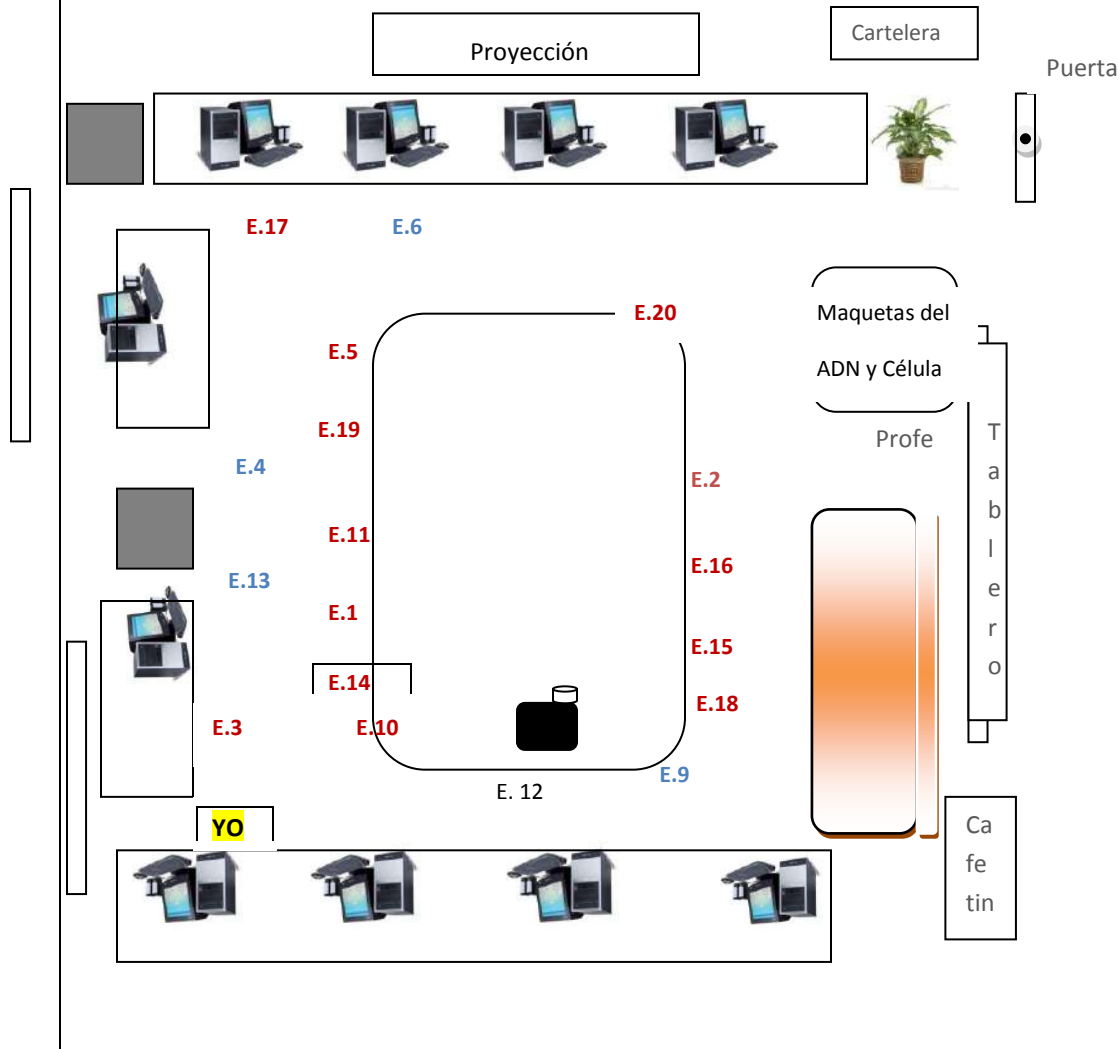 Cartelera
Proyección
Puerta
E.17
E.6
Maquetas del
ADN y Célula
E.20
E.5
E.19
Profe
T
a
b
l
e
r
o
E.4
E.2
E.11
E.16
E.13
E.1
E.15
E.14
E.18
E.3
E.10
E.9
E. 12
YO
Ca
fe
tin